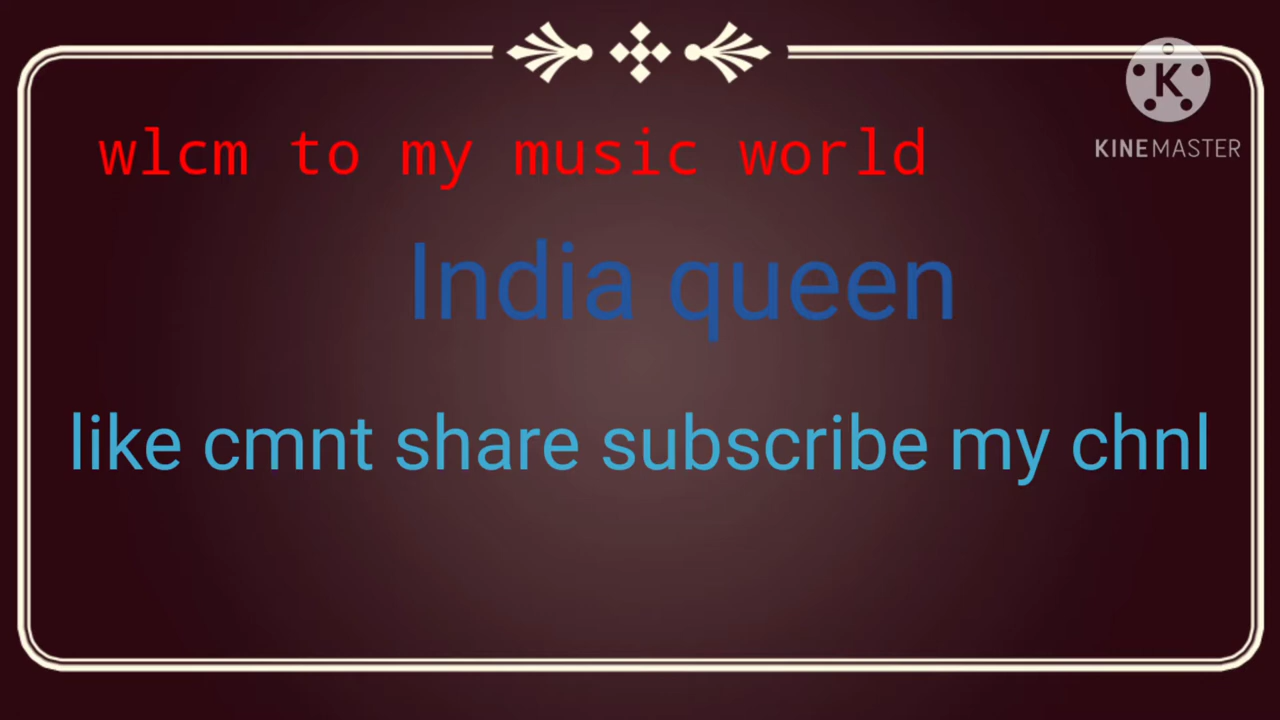 wlcm to my music world
K
KINEMASTER
India queen
like cmnt share subscribe my chnl